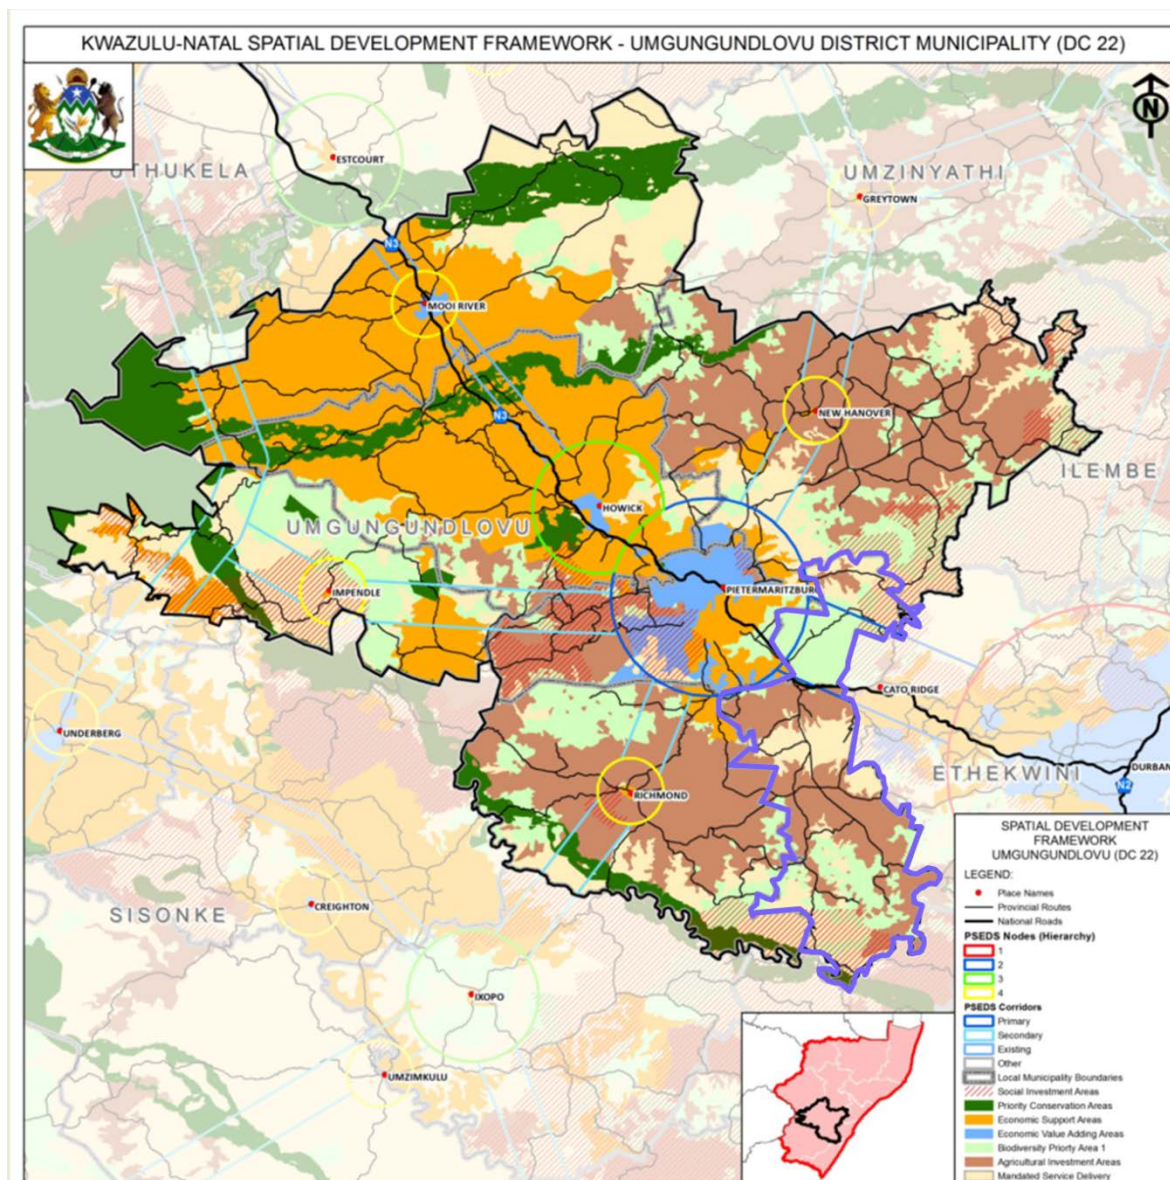 KWAZULU-NATAL SPATIAL DEVELOPMENT FRAMEWORK - UMGUNGUNDLOVU DISTRICT MUNICIPALITY (DC 22)
N
ESTCOURT
UTHUKELA
UMZINYATHI
GREYTOWN
N3
MOOI RIVER
NEW HANOVER
N3
ILEMBE
HOWICK
UMGUNGUNDLOVU
IMPENDLE
PIETERMARITZBUR
CATO RIDGE
UNDERBERG
DURBAN
ETHEKWINI
N2
RICHMOND
SISONKE
CREIGHTON
IXOPO
UMZIMKULU
SPATIAL DEVELOPMENT
FRAMEWORK
UMGUNGUNDLOVU (DC 22)
LEGEND:
Place Names
Provincial Routes
National Roads
PSEDS Nodes (Hierarchy)
1
2
3
4
PSEDS Corridors
Primary
Secondary
Existing
Other
Local Municipality Boundaries
Social Investment Areas
Priority Conservation Areas
Economic Support Areas
Economic Value Adding Areas
Biodiversity Priorty Area 1
Agricultural Investment Areas
Mandated Service Delivery